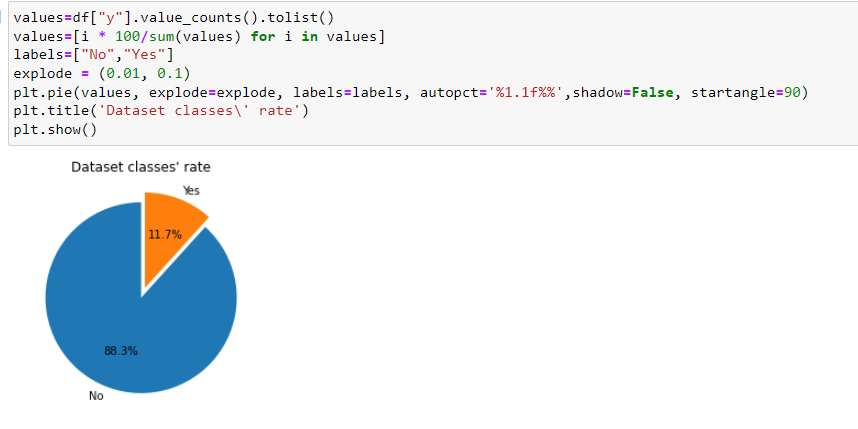 values=df["y"].value_counts().tolist()
values=[i * 100/sum(values) for i in values]
labels=["No","Yes"]
explode = (0.01, 0.1)
plt.pie(values, explode=explode, labels=labels, autopct='%1.1f%%',shadow=False, startangle=90)
plt.title('Dataset classes\' rate')
plt.show()
Dataset classes' rate
Yes
11.7%
88.3%
No